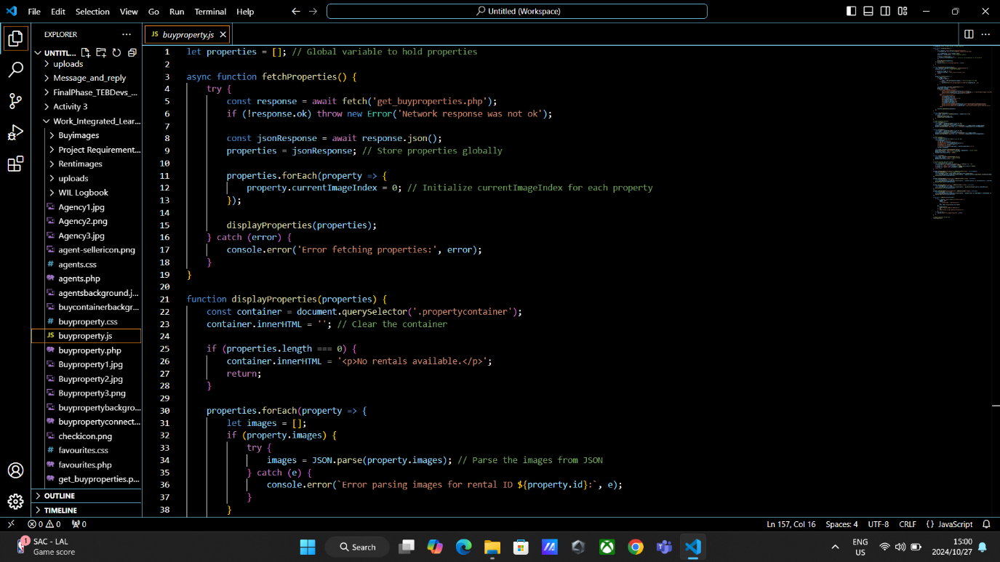 File Edit Selection View Go Run Terminal Help
Untitled (Workspace)
EXPLORER
UNTITL...
uploads
Message_and_reply
FinalPhase_TEBDevs_...
Activity 3
Work_Integrated_Lear...
Buyimages
Project Requirement...
Rentimages
uploads
WIL Logbook
Agency1.jpg
Agency2.png
Agency3.jpg
agent-sellericon.png
# agents.css
agents.php
agentsbackground.j...
buycontainerbackgr...
# buyproperty.css
JS buyproperty.js
buyproperty.php
Buyproperty1.jpg
Buyproperty2.jpg
Buyproperty3.png
buypropertybackgro...
buypropertyconnect...
checkicon.png
# favourites.css
favourites.php
get_buyproperties.p...
OUTLINE
TIMELINE
JS buyproperty.js
1 let properties = []; // Global variable to hold properties
2
3 async function fetchProperties() {
4 try {
5 const response = await fetch('get_buyproperties.php');
6 if (!response.ok) throw new Error('Network response was not ok');
7
8 const jsonResponse = await response.json();
9 properties = jsonResponse; // Store properties globally
10
11 properties.forEach(property => {
12 property.currentImageIndex = 0; // Initialize currentImageIndex for each property
13 });
14
15 displayProperties(properties);
16 } catch (error) {
17 console.error('Error fetching properties:', error);
18 }
19 }
20
21 function displayProperties(properties) {
22 const container = document.querySelector('.propertycontainer');
23 container.innerHTML = ''; // Clear the container
24
25 if (properties.length === 0) {
26 container.innerHTML = '<p>No rentals available.</p>';
27 return;
28 }
29
30 properties.forEach(property => {
31 let images = [];
32 if (property.images) {
33 try {
34 images = JSON.parse(property.images); // Parse the images from JSON
35 } catch (e) {
36 console.error(`Error parsing images for rental ID ${property.id}:`, e);
37 }
38 }
0 0 0 Ln 157, Col 16 Spaces: 4 UTF-8 CRLF {} JavaScript
1 SAC - LAL
Game score
Search
ENG
US
15:00
2024/10/27